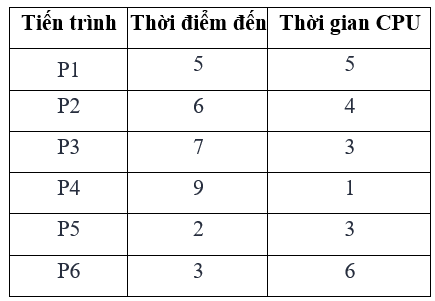 Tiến trình Thời điểm đến Thời gian CPU
P1 5 5
P2 6 4
P3 7 3
P4 9 1
P5 2 3
P6 3 6